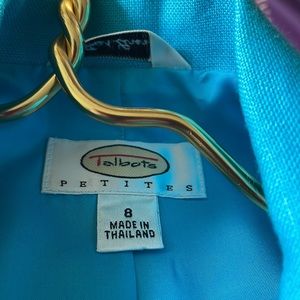 Talbots
PETITES
8
MADE IN
THAILAND